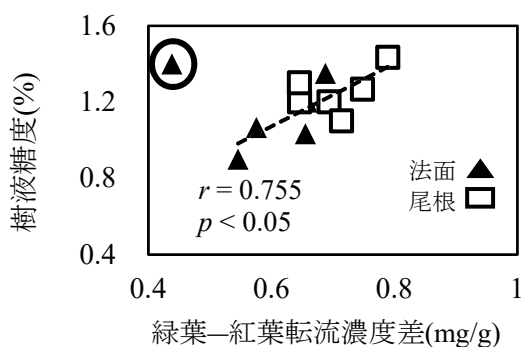 1.6
1.2
0.8
0.4
樹液糖度(%)
法面
尾根
r = 0.755
p < 0.05
0.4 0.6 0.8 1
緑葉―紅葉転流濃度差(mg/g)